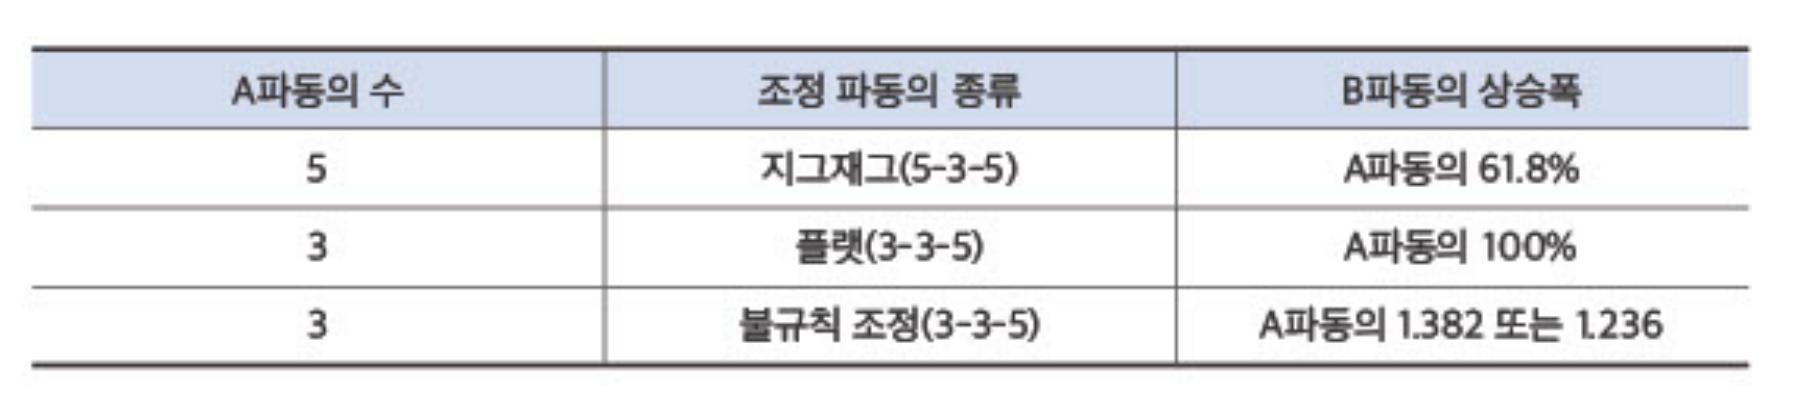 A파동의 수 조정 파동의 종류 B파동의 상승폭
5 지그재그(5-3-5) A파동의 61.8%
3 플랫(3-3-5) A파동의 100%
3 불규칙 조정(3-3-5) A파동의 1.382 또는 1.236